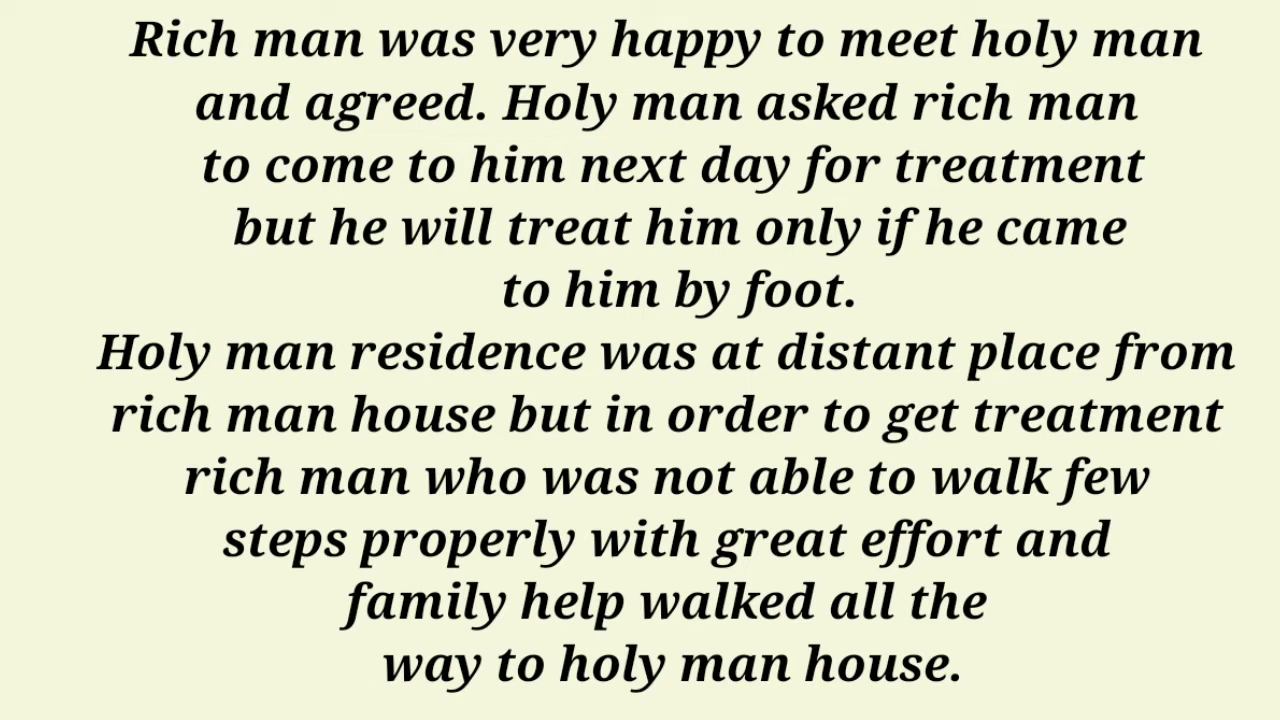 Rich man was very happy to meet holy man
and agreed. Holy man asked rich man
to come to him next day for treatment
but he will treat him only if he came
to him by foot.
Holy man residence was at distant place from
rich man house but in order to get treatment
rich man who was not able to walk few
steps properly with great effort and
family help walked all the
way to holy man house.